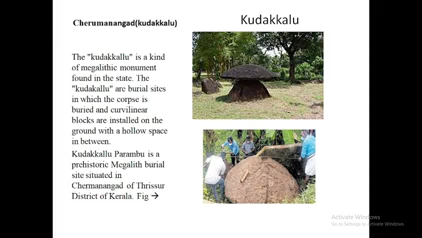 Cherumanangad(kudakkalu)
Kudakkalu
The "kudakkallu" is a kind
of megalithic monument
found in the state. The
"kudakallu" are burial sites
in which the corpse is
buried and curvilinear
blocks are installed on the
ground with a hollow space
in between.
Kudakkallu Parambu is a
prehistoric Megalith burial
site situated in
Chermanangad of Thrissur
District of Kerala. Fig →
Activate Windows
Go to Settings to activate Windows.